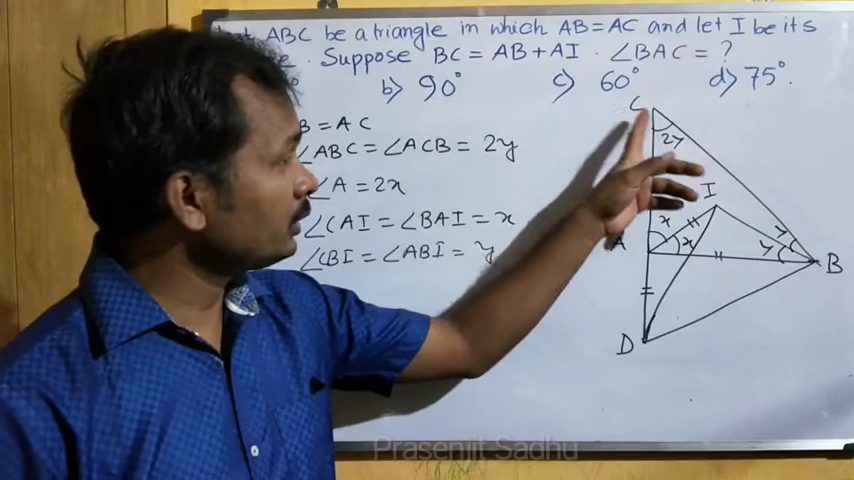 ABC be a triangle in which AB = AC and let I be its
. Suppose BC = AB + AI . ∠BAC = ?
b) 90° c) 60° d) 75°.
B = AC
∠ABC = ∠ACB = 2y
∠A = 2x
∠CAI = ∠BAI = x
∠CBI = ∠ABI = y
C
2y
I
x
x
y
y
A
B
D
Prasenjit Sadhu